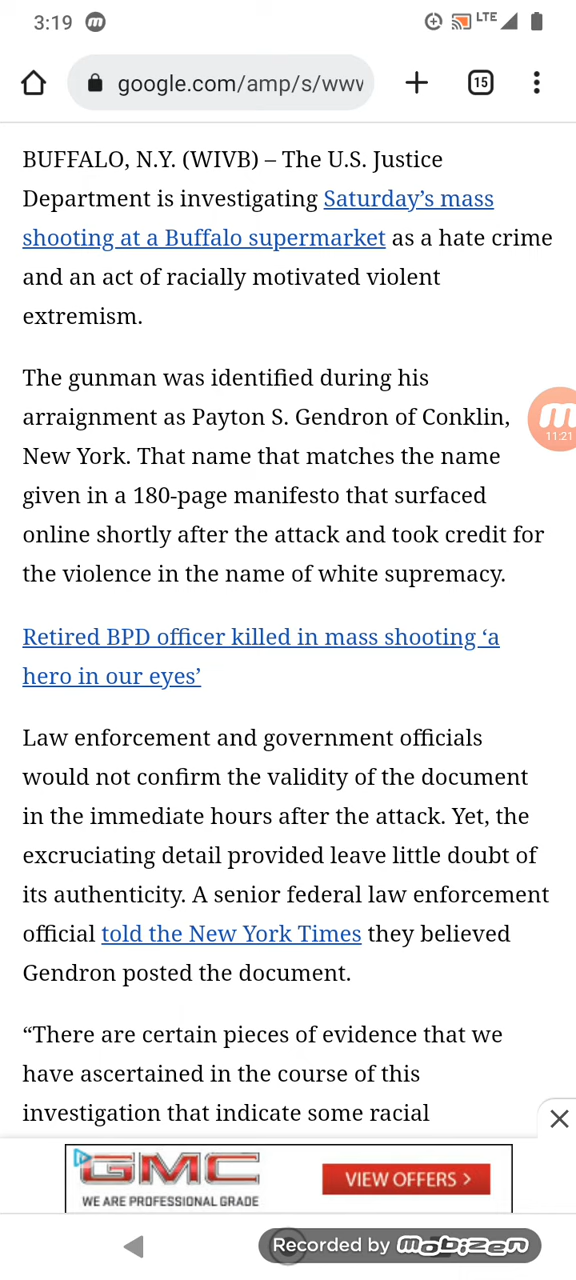 3:19 m LTE
google.com/amp/s/www 15
BUFFALO, N.Y. (WIVB) – The U.S. Justice
Department is investigating Saturday’s mass
shooting at a Buffalo supermarket as a hate crime
and an act of racially motivated violent
extremism.
The gunman was identified during his
arraignment as Payton S. Gendron of Conklin,
New York. That name that matches the name
given in a 180-page manifesto that surfaced
online shortly after the attack and took credit for
the violence in the name of white supremacy.
m
11:21
Retired BPD officer killed in mass shooting ‘a
hero in our eyes’
Law enforcement and government officials
would not confirm the validity of the document
in the immediate hours after the attack. Yet, the
excruciating detail provided leave little doubt of
its authenticity. A senior federal law enforcement
official told the New York Times they believed
Gendron posted the document.
“There are certain pieces of evidence that we
have ascertained in the course of this
investigation that indicate some racial
GMC
WE ARE PROFESSIONAL GRADE
VIEW OFFERS >
Recorded by mobizen